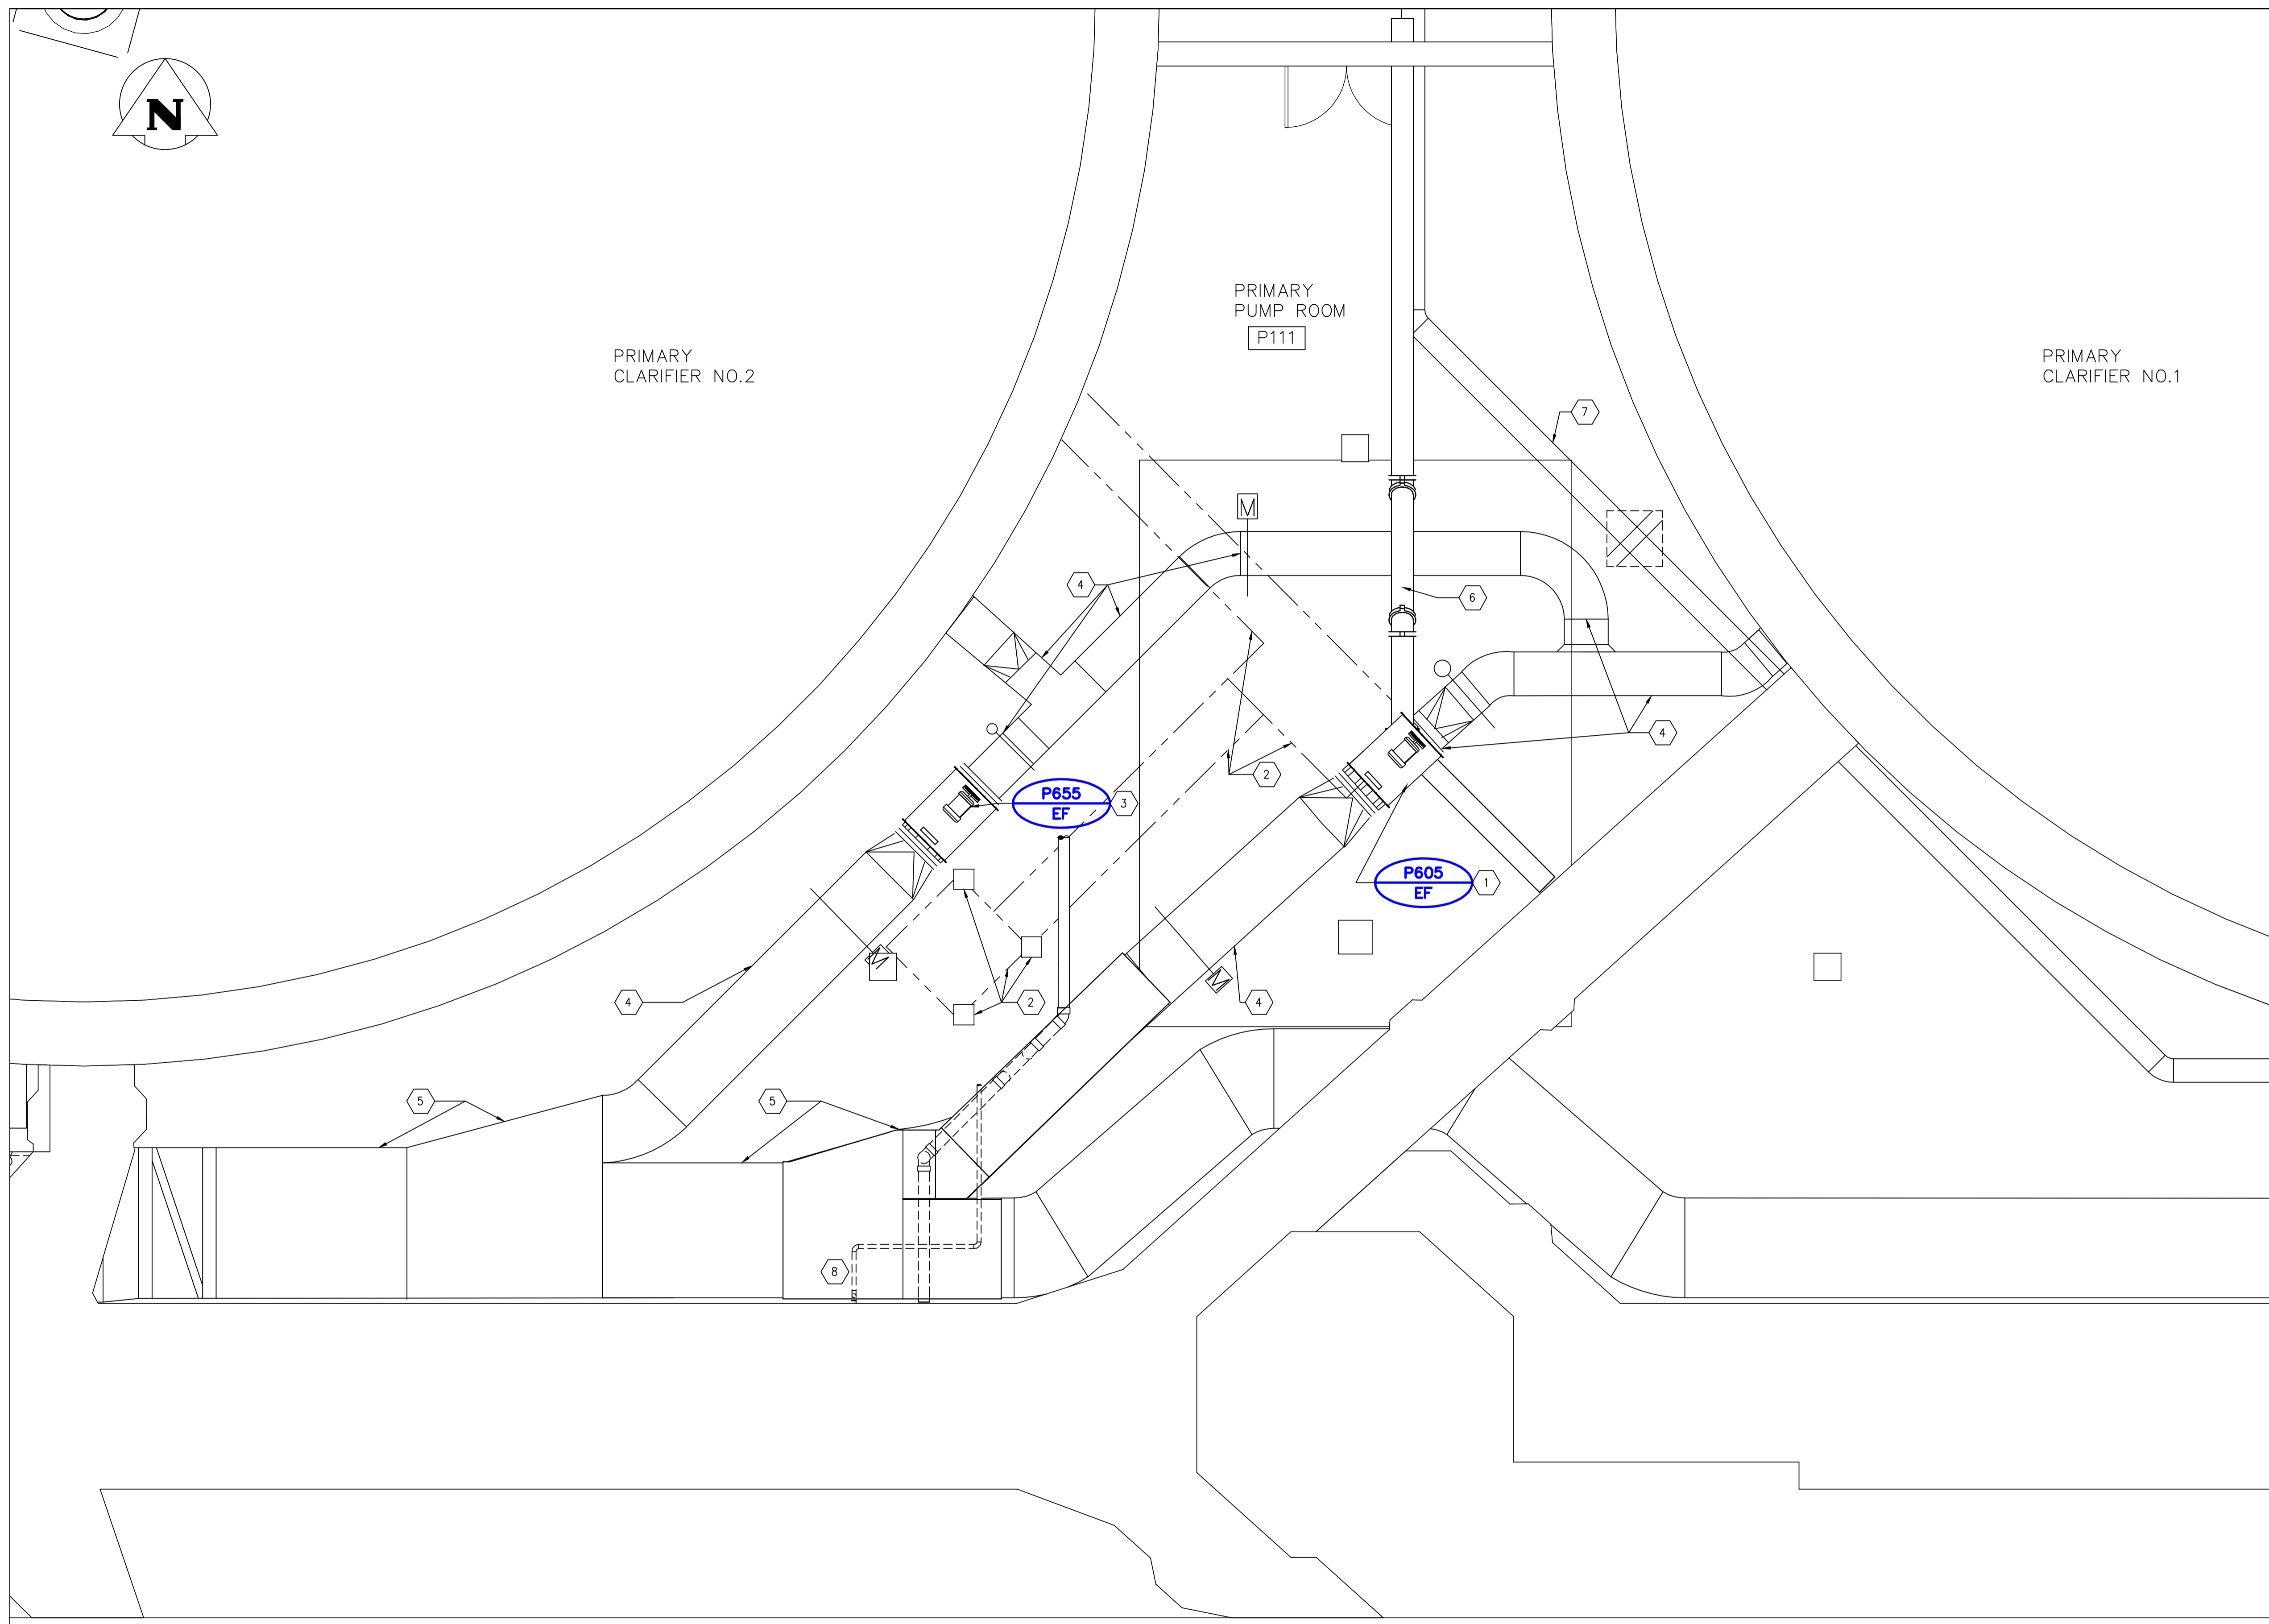 N
PRIMARY
PUMP ROOM
P111
PRIMARY
CLARIFIER NO.2
PRIMARY
CLARIFIER NO.1
7
M
4
6
4
2
P655
EF
3
P605
EF
1
M
M
4
2
4
5
5
8